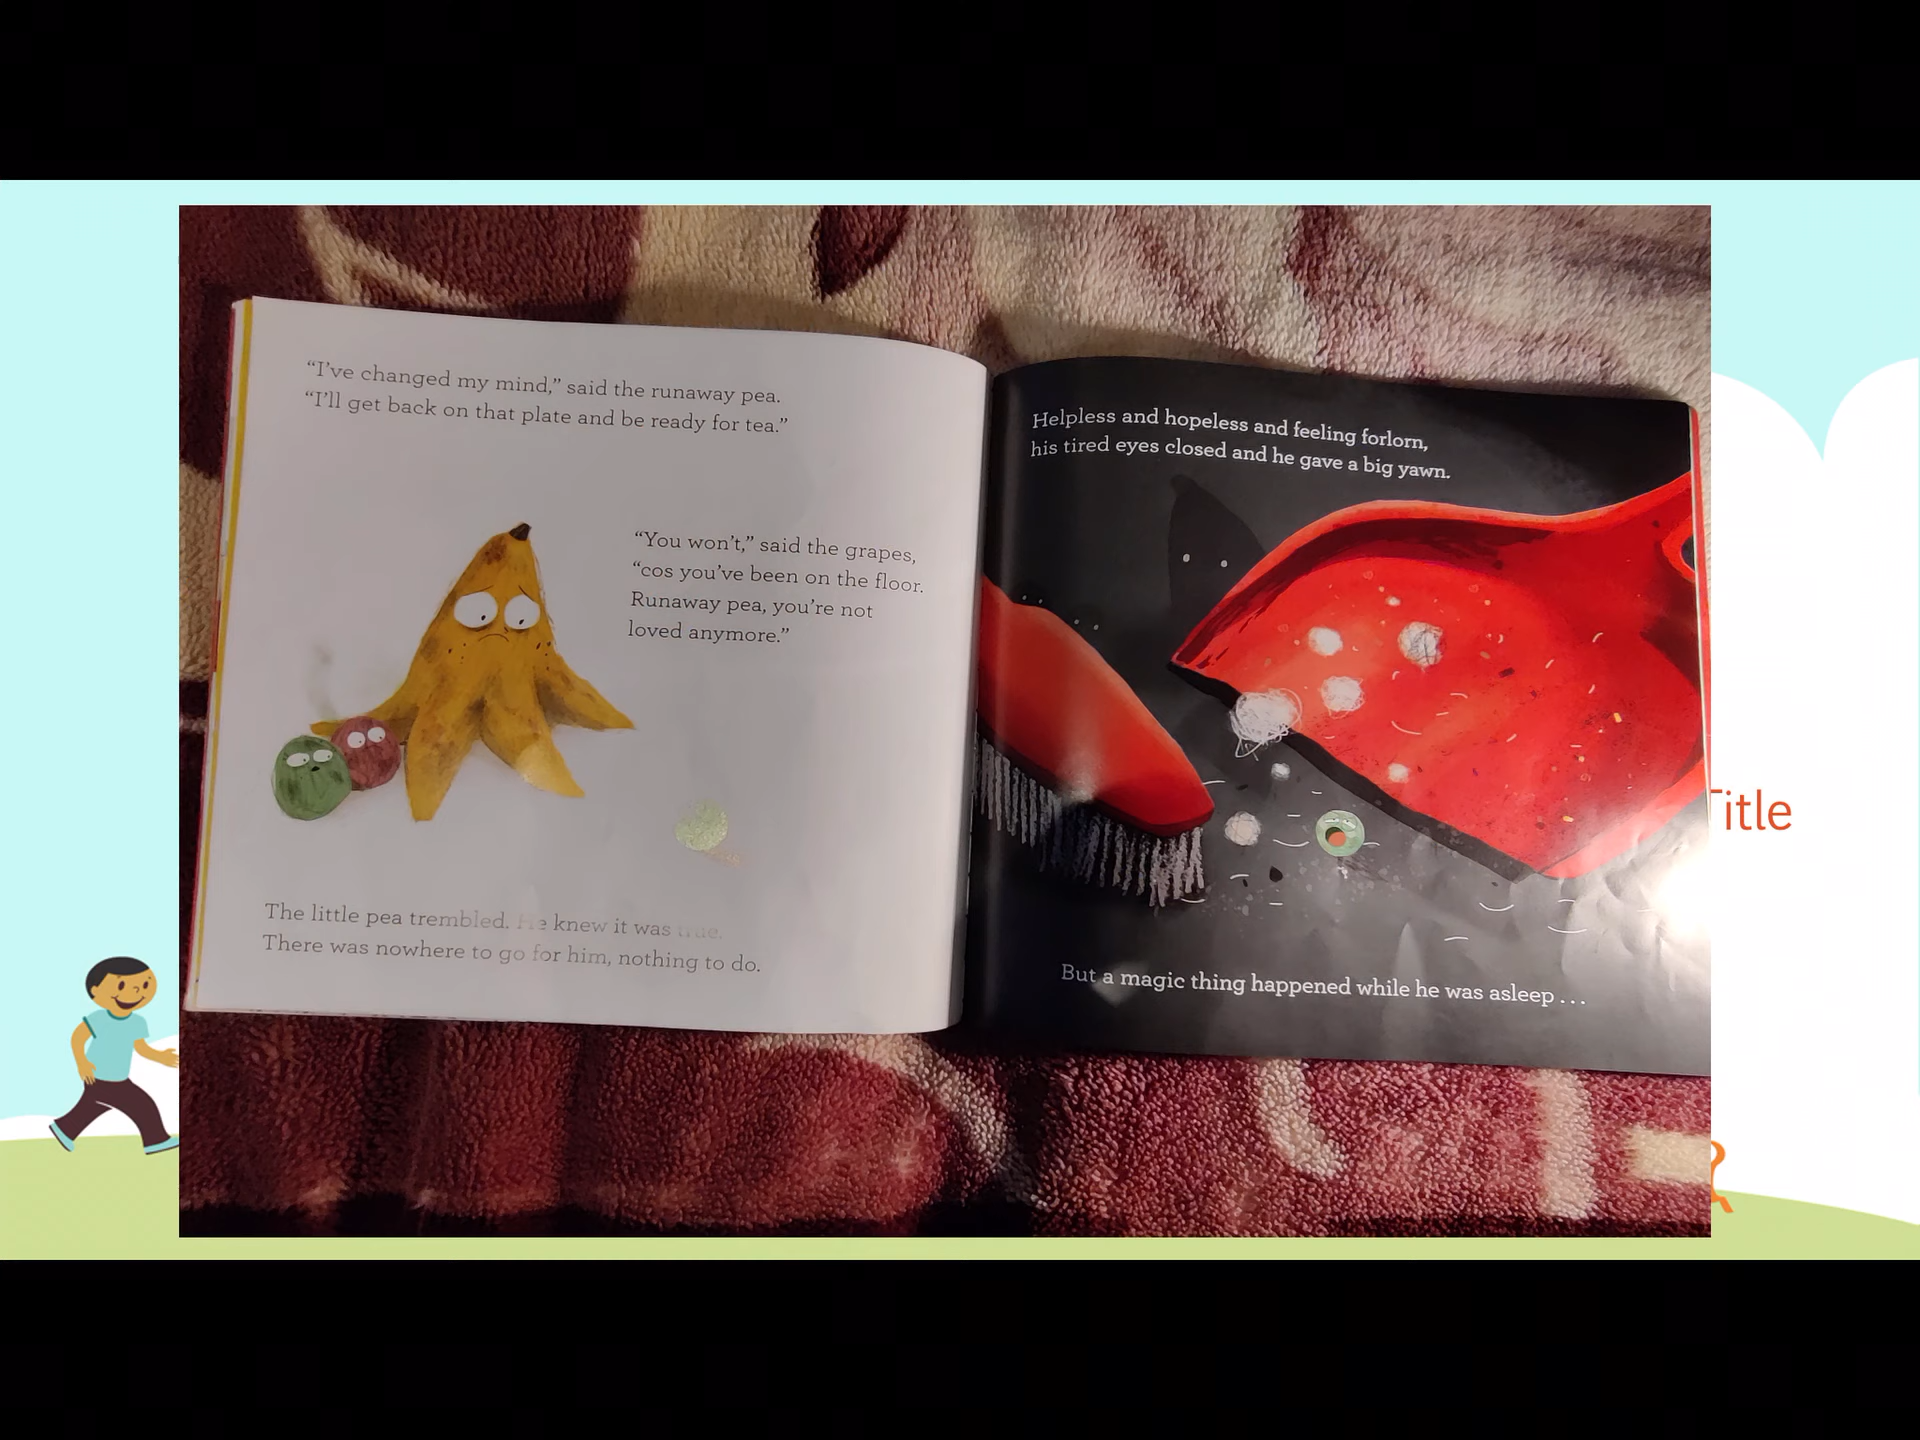 “I’ve changed my mind,” said the runaway pea.
“I’ll get back on that plate and be ready for tea.”
“You won’t,” said the grapes,
“cos you’ve been on the floor.
Runaway pea, you’re not
loved anymore.”
The little pea trembled. He knew it was true.
There was nowhere to go for him, nothing to do.
Helpless and hopeless and feeling forlorn,
his tired eyes closed and he gave a big yawn.
But a magic thing happened while he was asleep . . .
Title